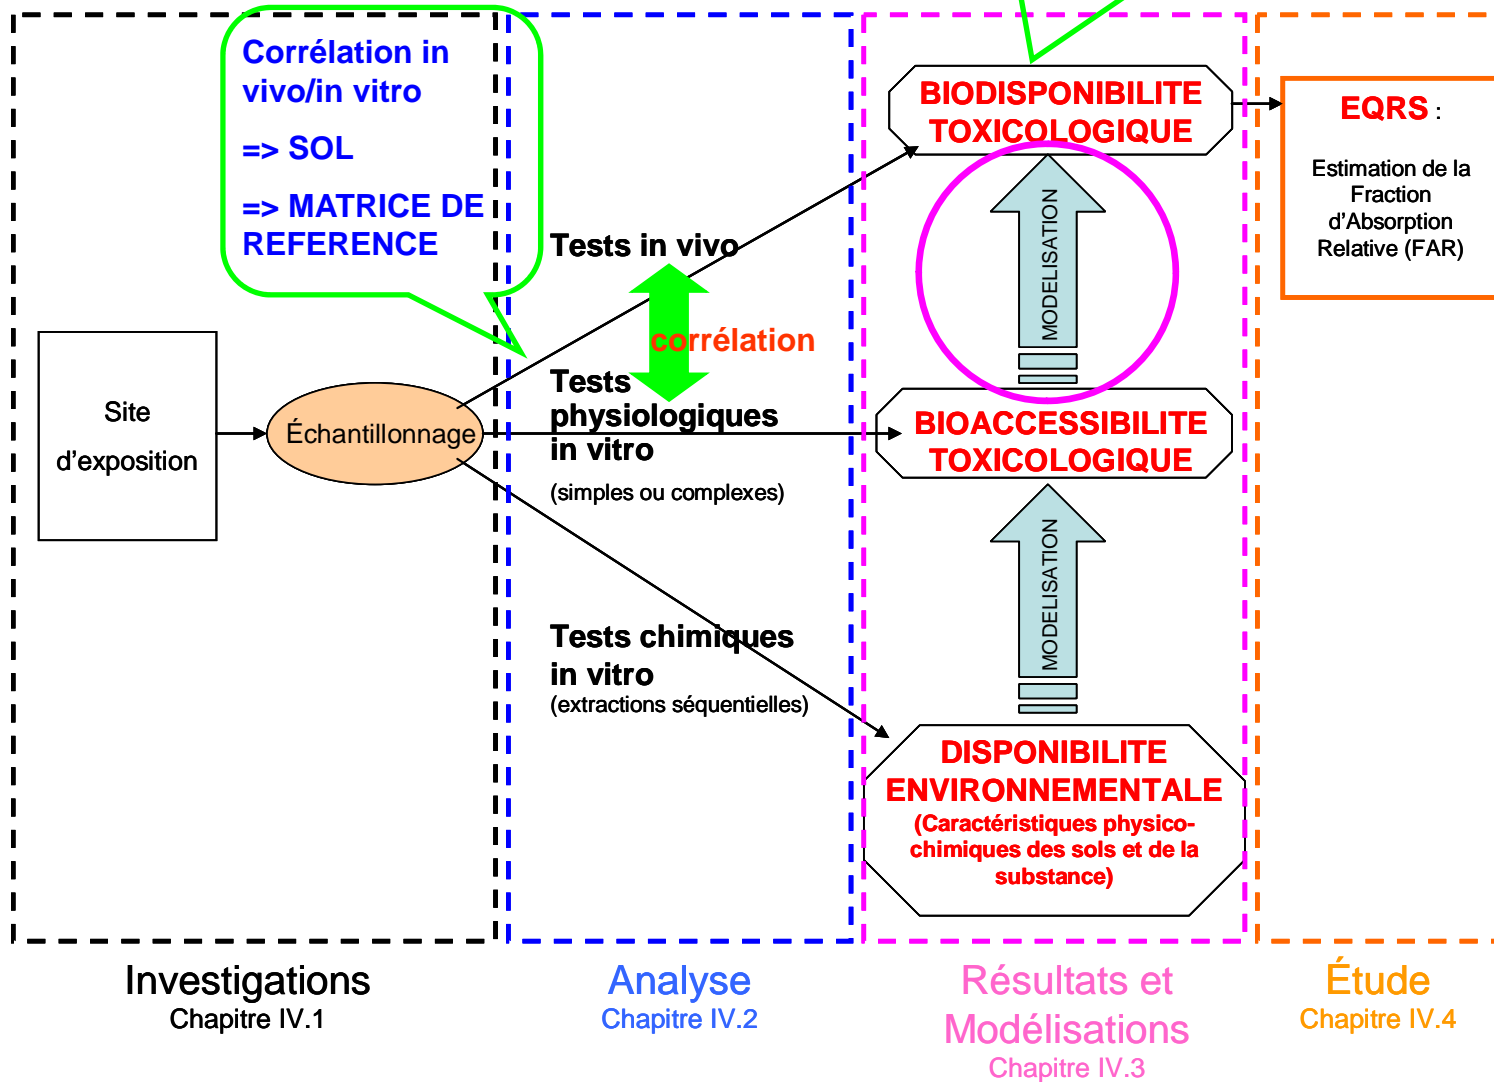 Corrélation in
vivo/in vitro
=> SOL
=> MATRICE DE
REFERENCE
Site
d'exposition
Échantillonnage
Tests in vivo
corrélation
Tests
physiologiques
in vitro
(simples ou complexes)
Tests chimiques
in vitro
(extractions séquentielles)
BIODISPONIBILITE
TOXICOLOGIQUE
MODELISATION
BIOACCESSIBILITE
TOXICOLOGIQUE
MODELISATION
DISPONIBILITE
ENVIRONNEMENTALE
(Caractéristiques physico-
chimiques des sols et de la
substance)
EQRS :
Estimation de la
Fraction
d'Absorption
Relative (FAR)
Investigations
Chapitre IV.1
Analyse
Chapitre IV.2
Résultats et
Modélisations
Chapitre IV.3
Étude
Chapitre IV.4